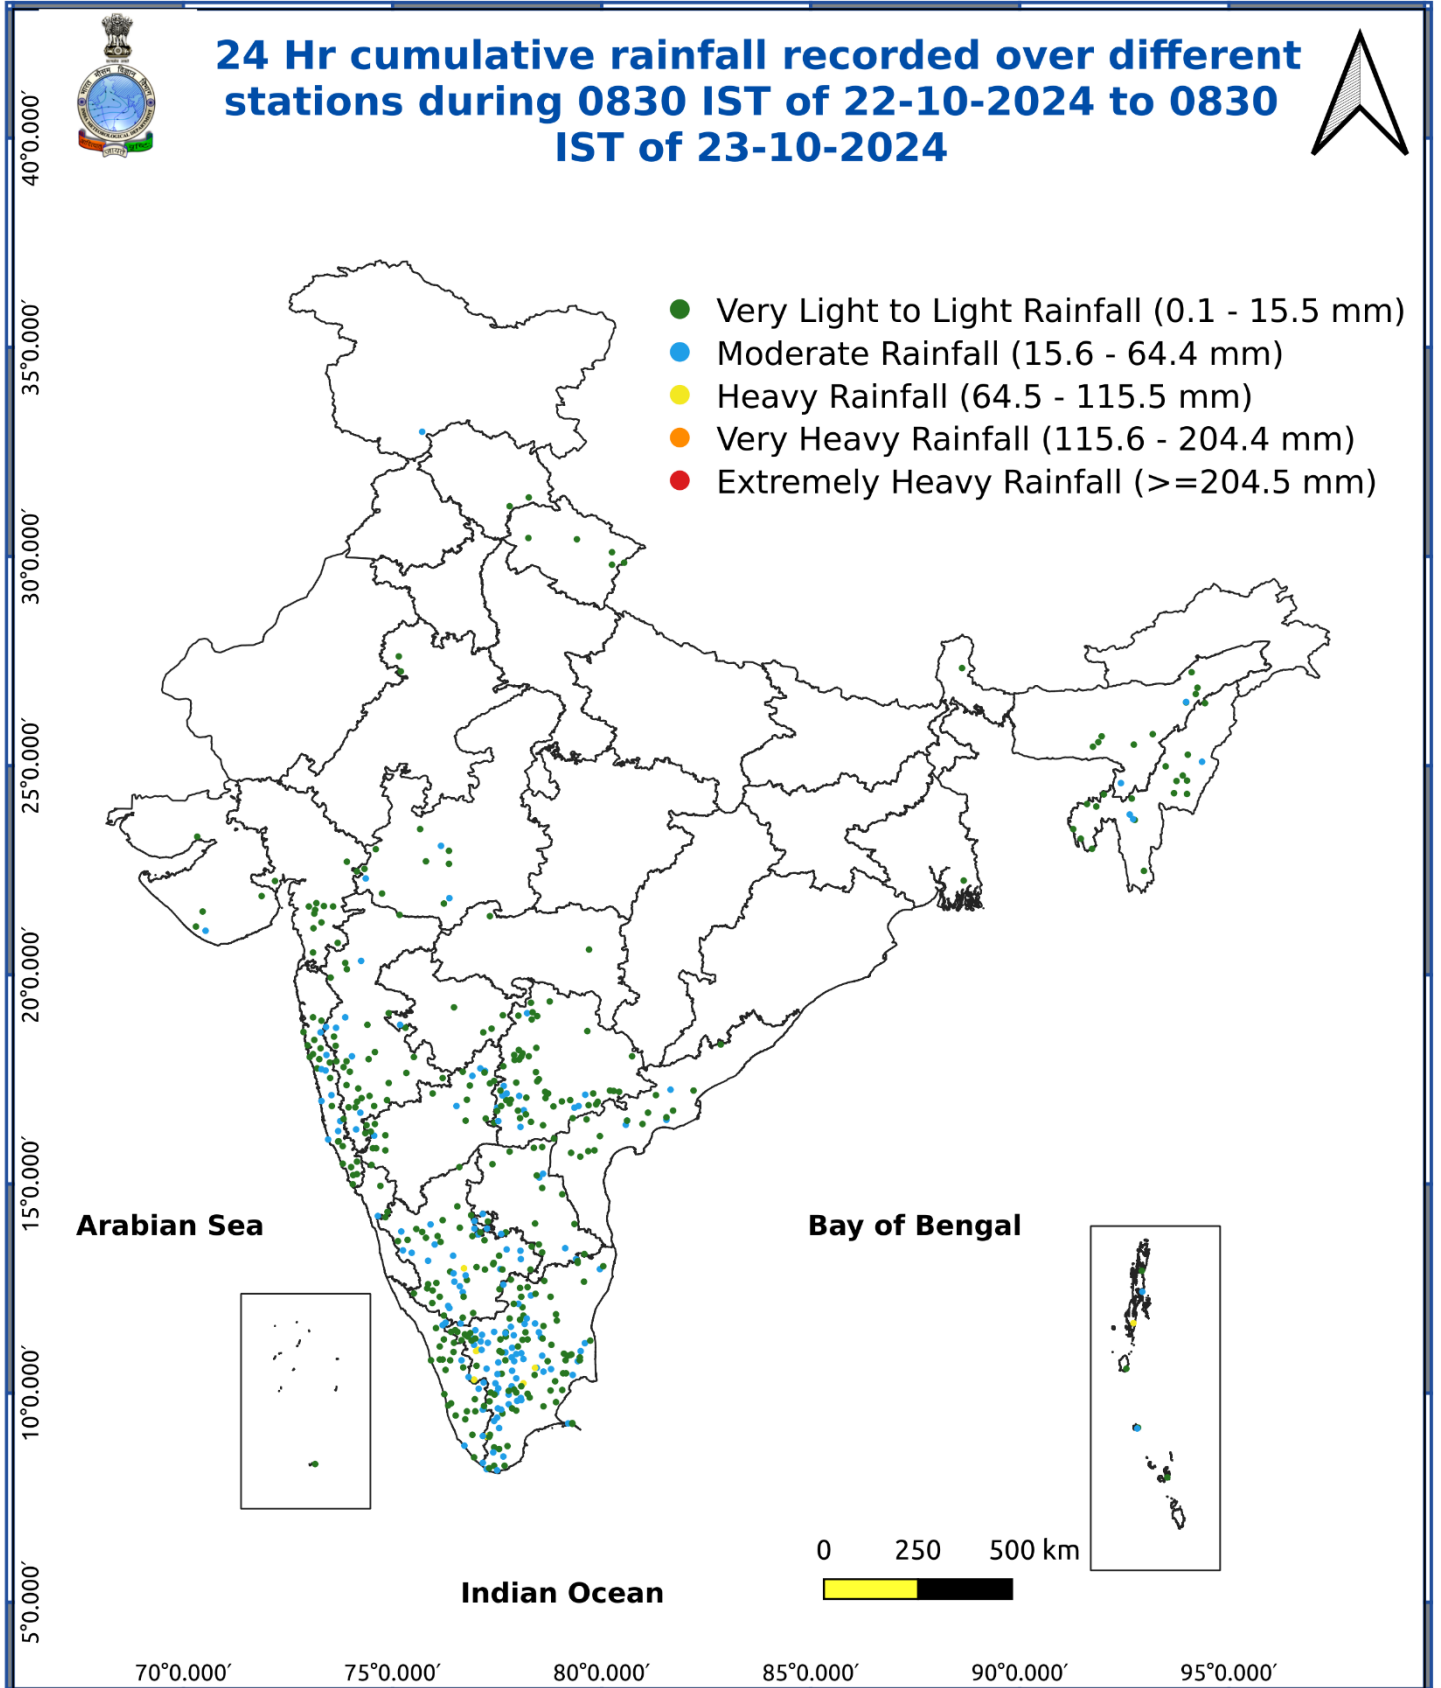 24 Hr cumulative rainfall recorded over different
stations during 0830 IST of 22-10-2024 to 0830
IST of 23-10-2024
Very Light to Light Rainfall (0.1 - 15.5 mm)
Moderate Rainfall (15.6 - 64.4 mm)
Heavy Rainfall (64.5 - 115.5 mm)
Very Heavy Rainfall (115.6 - 204.4 mm)
Extremely Heavy Rainfall (>=204.5 mm)
40°0.000′
35°0.000′
30°0.000′
25°0.000′
20°0.000′
15°0.000′
10°0.000′
5°0.000′
Arabian Sea
Bay of Bengal
Indian Ocean
0 250 500 km
70°0.000′ 75°0.000′ 80°0.000′ 85°0.000′ 90°0.000′ 95°0.000′